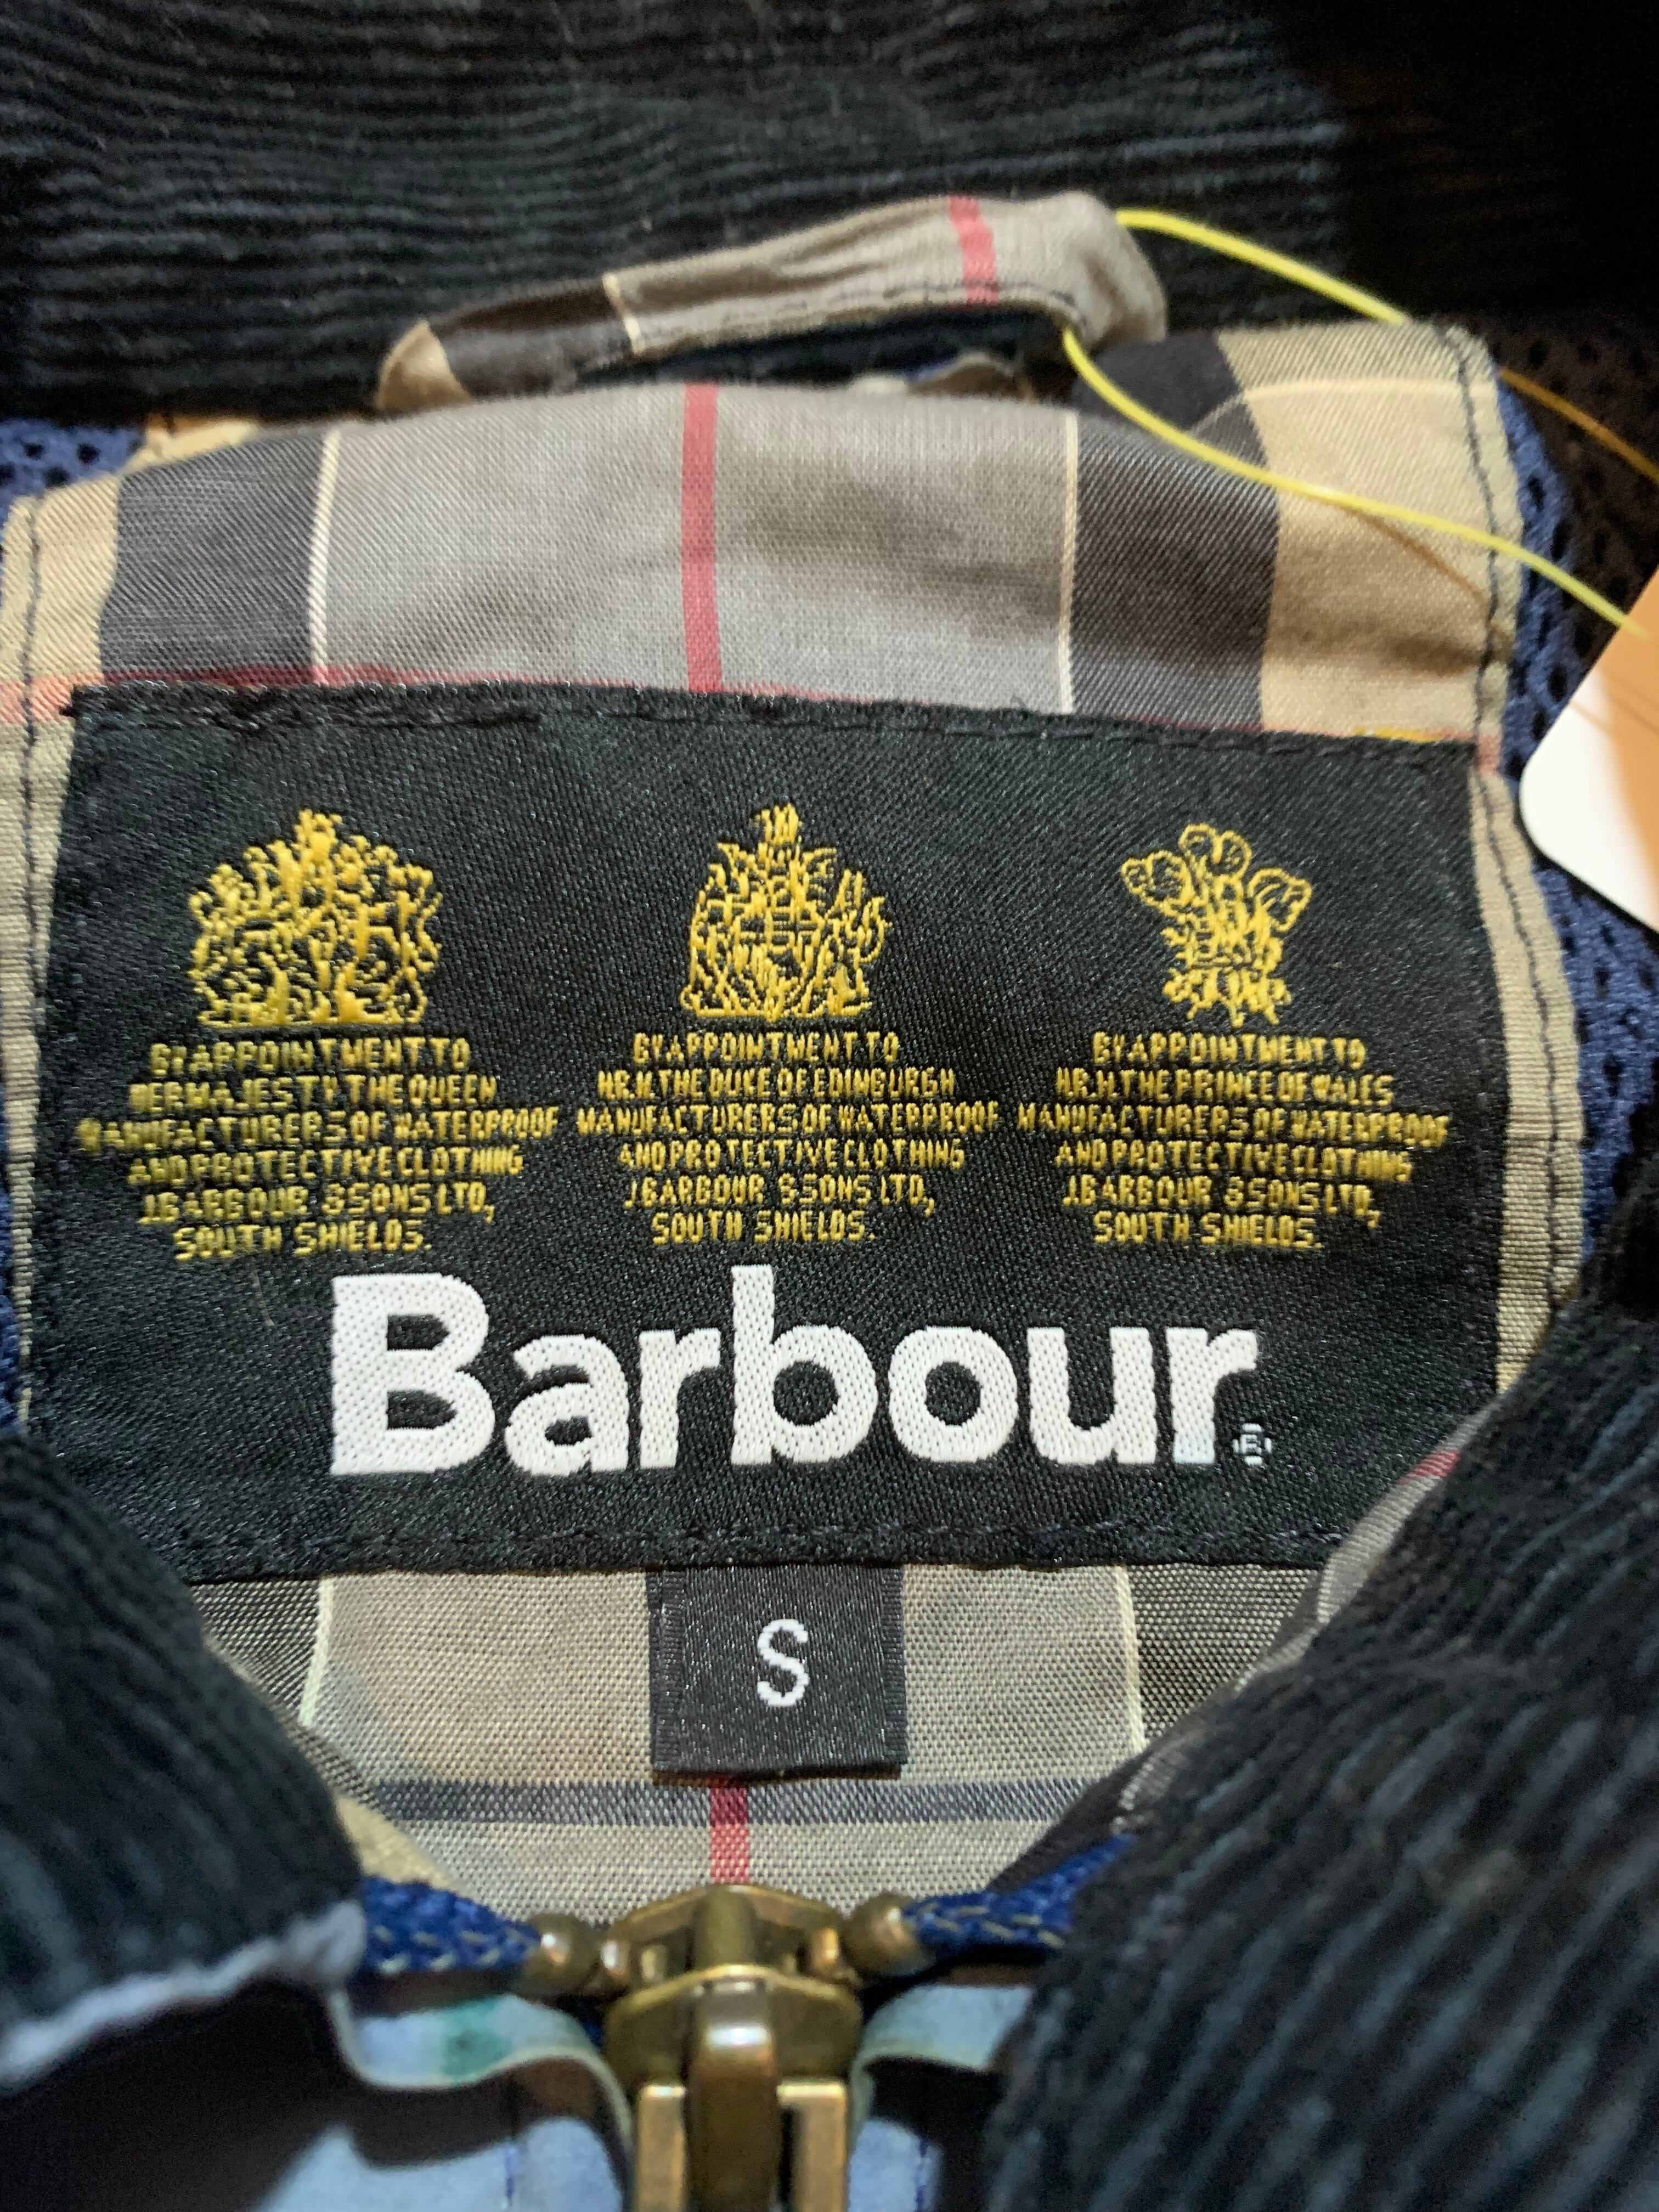 BY APPOINTMENT TO
HER MAJESTY THE QUEEN
MANUFACTURERS OF WATERPROOF
AND PROTECTIVE CLOTHING
J.BARBOUR & SONS LTD,
SOUTH SHIELDS.
BY APPOINTMENT TO
H.R.H. THE DUKE OF EDINBURGH
MANUFACTURERS OF WATERPROOF
AND PROTECTIVE CLOTHING
J.BARBOUR & SONS LTD,
SOUTH SHIELDS.
BY APPOINTMENT TO
H.R.H. THE PRINCE OF WALES
MANUFACTURERS OF WATERPROOF
AND PROTECTIVE CLOTHING
J.BARBOUR & SONS LTD,
SOUTH SHIELDS.
Barbour®
S